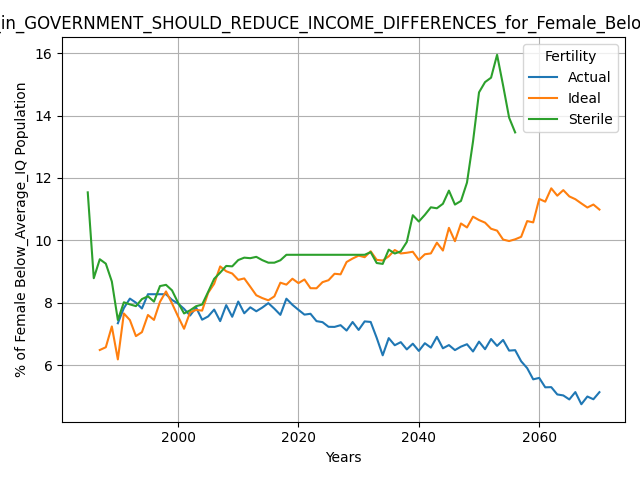 _in_GOVERNMENT_SHOULD_REDUCE_INCOME_DIFFERENCES_for_Female_Belo
16
14
12
10
8
6
% of Female Below_Average_IQ Population
Fertility
Actual
Ideal
Sterile
2000
2020
2040
2060
Years